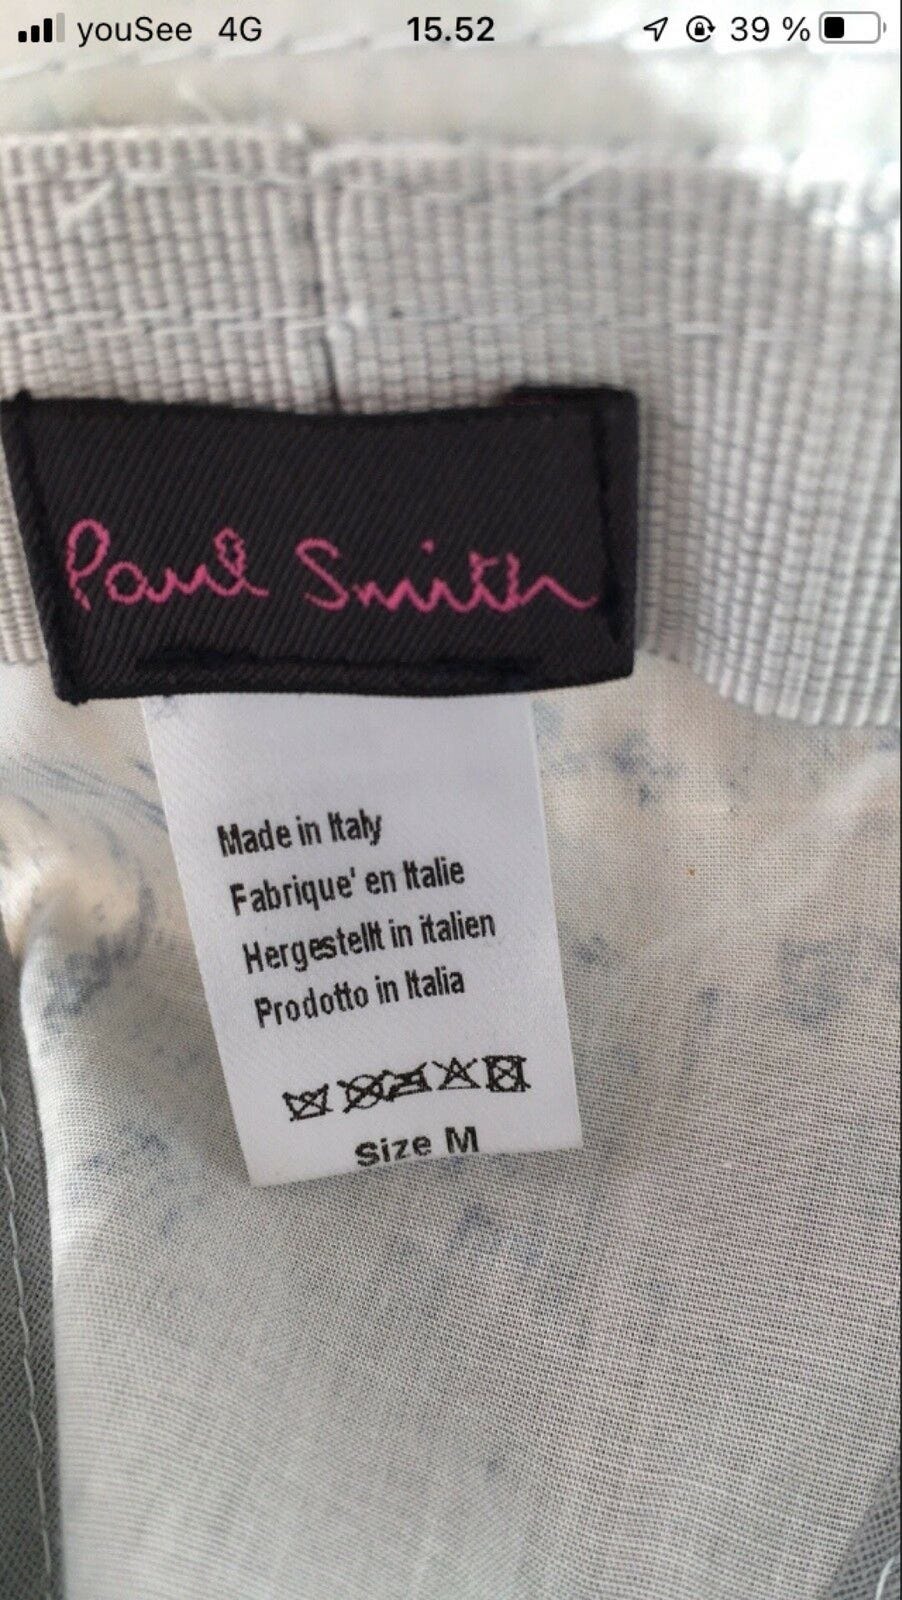 youSee 4G 15.52 39 %
Paul Smith
Made in Italy
Fabrique' en Italie
Hergestellt in italien
Prodotto in Italia
Size M